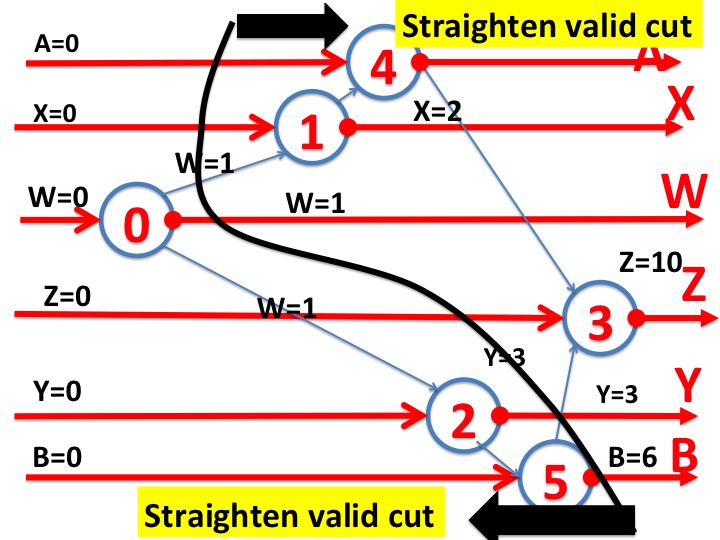 Straighten valid cut
A=0
4
A
X=0
1
X=2
X
W=1
W=0
0
W=1
W
Z=0
W=1
3
Z=10
Z
Y=3
Y=0
2
Y=3
Y
B=0
5
B=6
B
Straighten valid cut